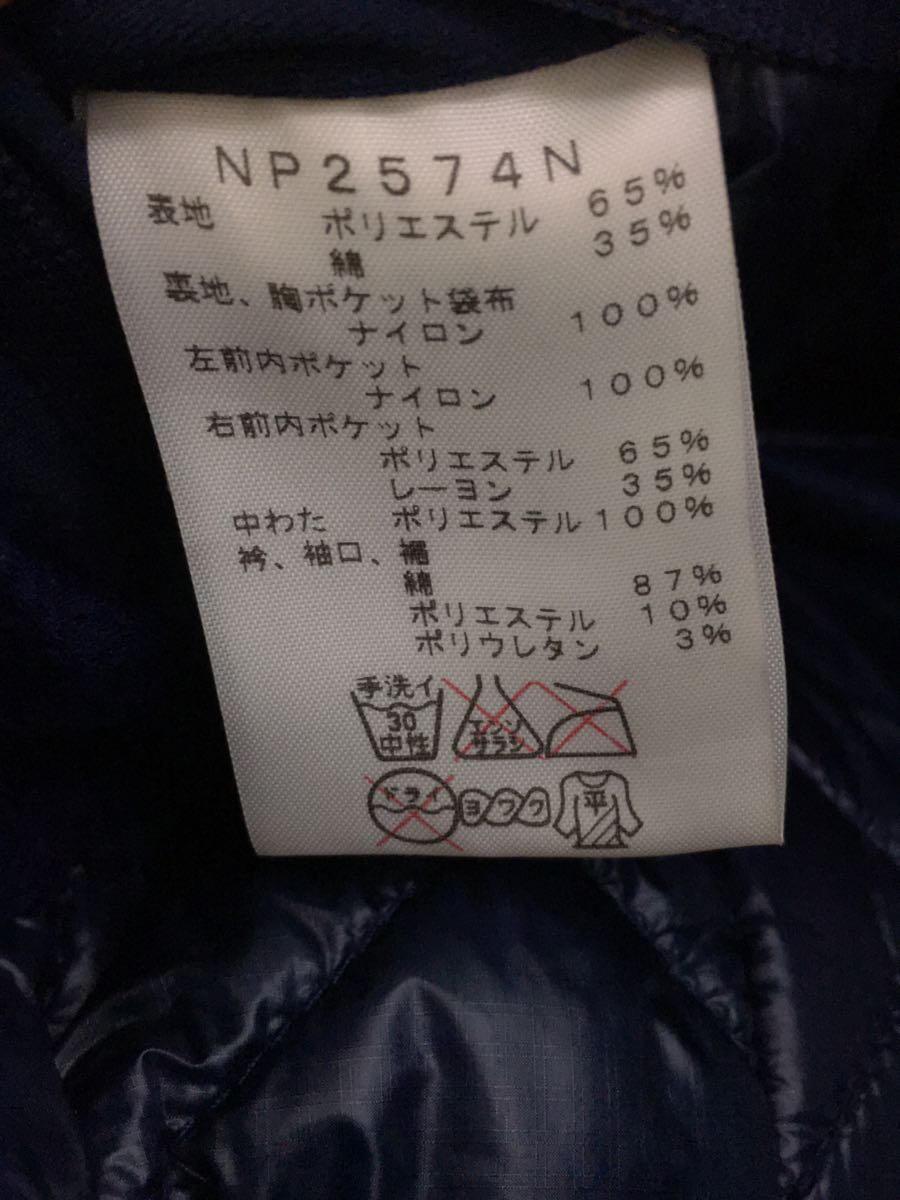 NP2574N
表地 ポリエステル 65%
綿 35%
裏地、胸ポケット袋布
ナイロン 100%
左前内ポケット
ナイロン 100%
右前内ポケット
ポリエステル 65%
レーヨン 35%
中わた ポリエステル 100%
衿、袖口、裾
綿 87%
ポリエステル 10%
ポリウレタン 3%
手洗イ
30
中性
エンソ
サラシ
ドライ
ヨワク
平